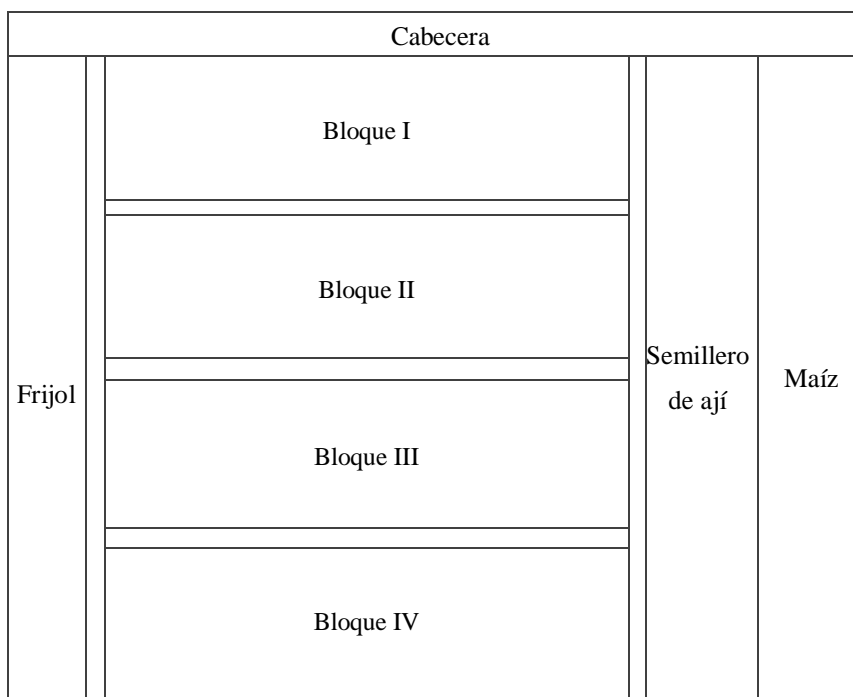 Cabecera
Bloque I
Bloque II
Bloque III
Bloque IV
Frijol
Semillero
de ají
Maíz